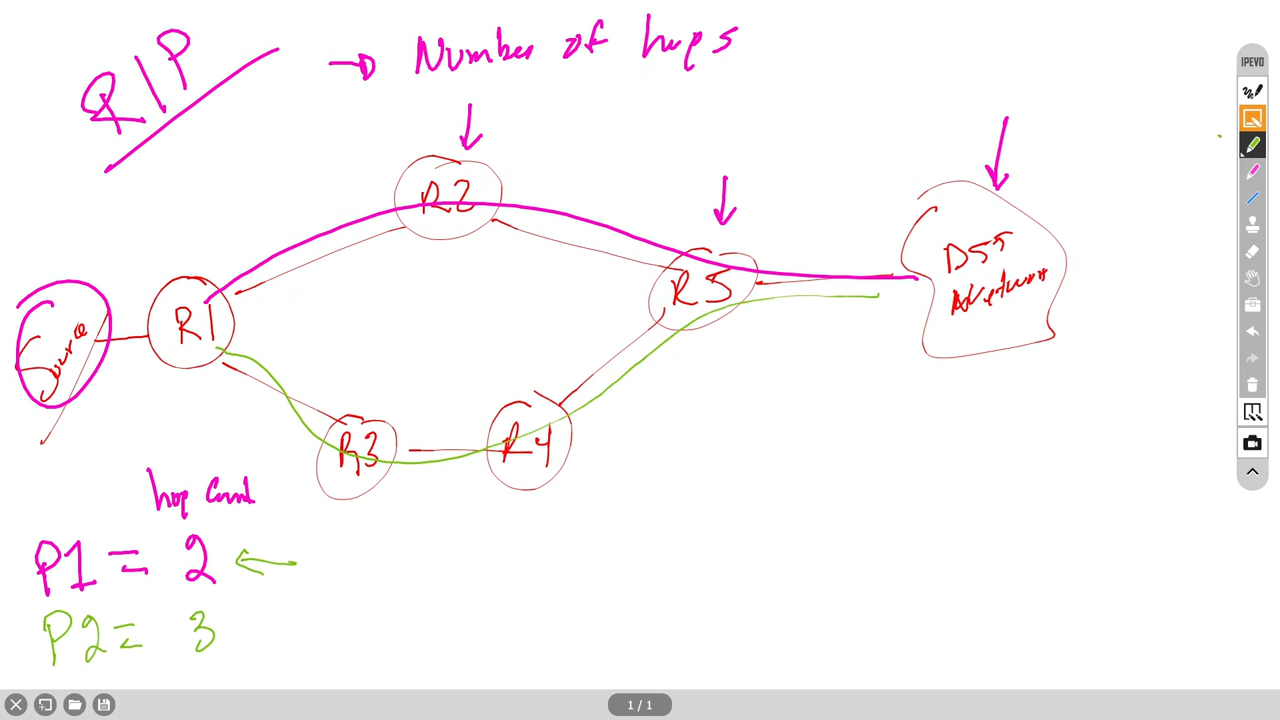 RIP
→ Number of hops
R2
R5
DSt
Network
Source
R1
R3
R4
hop Count
P1 = 2 ←
P2 = 3
IPEVO
1 / 1